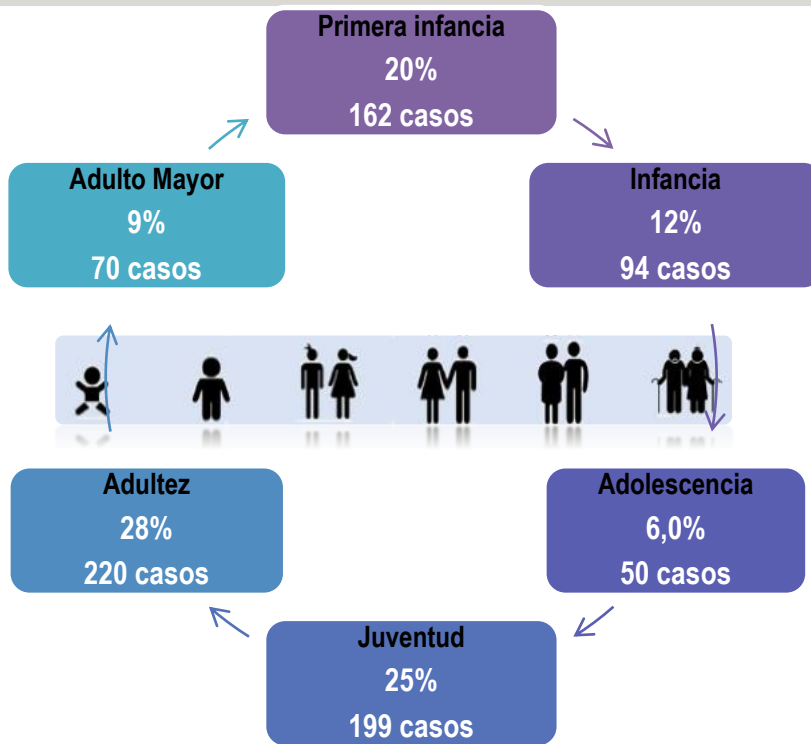 Primera infancia
20%
162 casos
Infancia
12%
94 casos
Adolescencia
6,0%
50 casos
Juventud
25%
199 casos
Adultez
28%
220 casos
Adulto Mayor
9%
70 casos